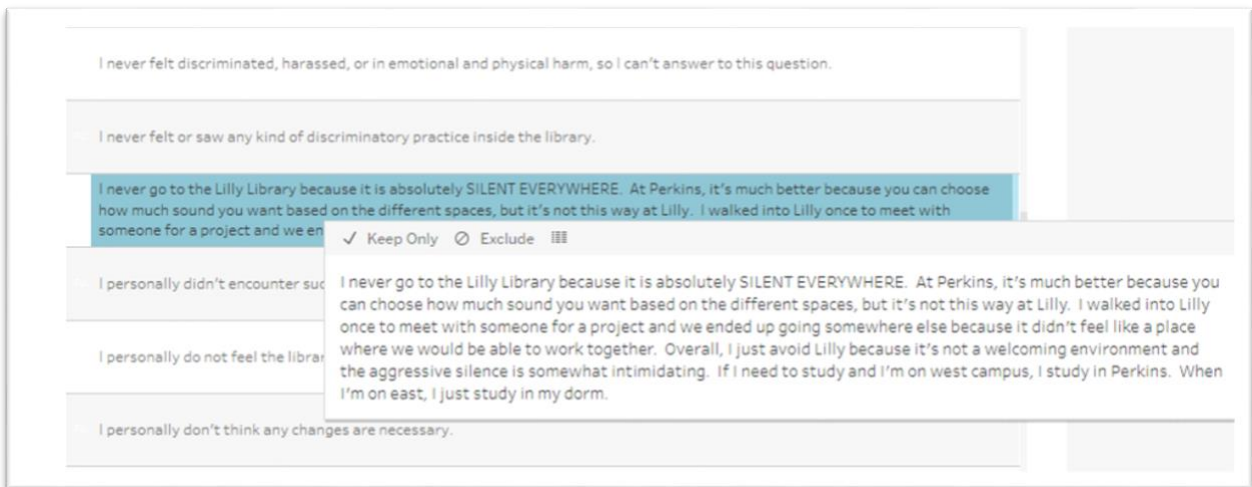 I never felt discriminated, harassed, or in emotional and physical harm, so I can't answer to this question.
I never felt or saw any kind of discriminatory practice inside the library.
I never go to the Lilly Library because it is absolutely SILENT EVERYWHERE.  At Perkins, it's much better because you can choose
how much sound you want based on the different spaces, but it's not this way at Lilly.  I walked into Lilly once to meet with
someone for a project and we en
Keep Only Exclude
I personally didn't encounter suc
I never go to the Lilly Library because it is absolutely SILENT EVERYWHERE.  At Perkins, it's much better because you
can choose how much sound you want based on the different spaces, but it's not this way at Lilly.  I walked into Lilly
once to meet with someone for a project and we ended up going somewhere else because it didn't feel like a place
where we would be able to work together.  Overall, I just avoid Lilly because it's not a welcoming environment and
the aggressive silence is somewhat intimidating.  If I need to study and I'm on west campus, I study in Perkins.  When
I'm on east, I just study in my dorm.
I personally do not feel the librar
I personally don't think any changes are necessary.